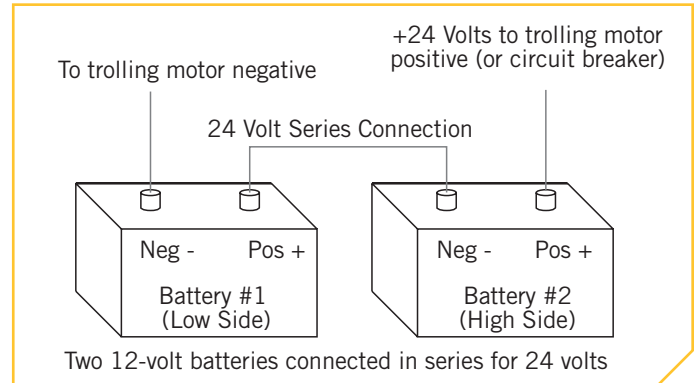 +24 Volts to trolling motor
positive (or circuit breaker)
To trolling motor negative
24 Volt Series Connection
Neg - Pos +
Battery #1
(Low Side)
Neg - Pos +
Battery #2
(High Side)
Two 12-volt batteries connected in series for 24 volts